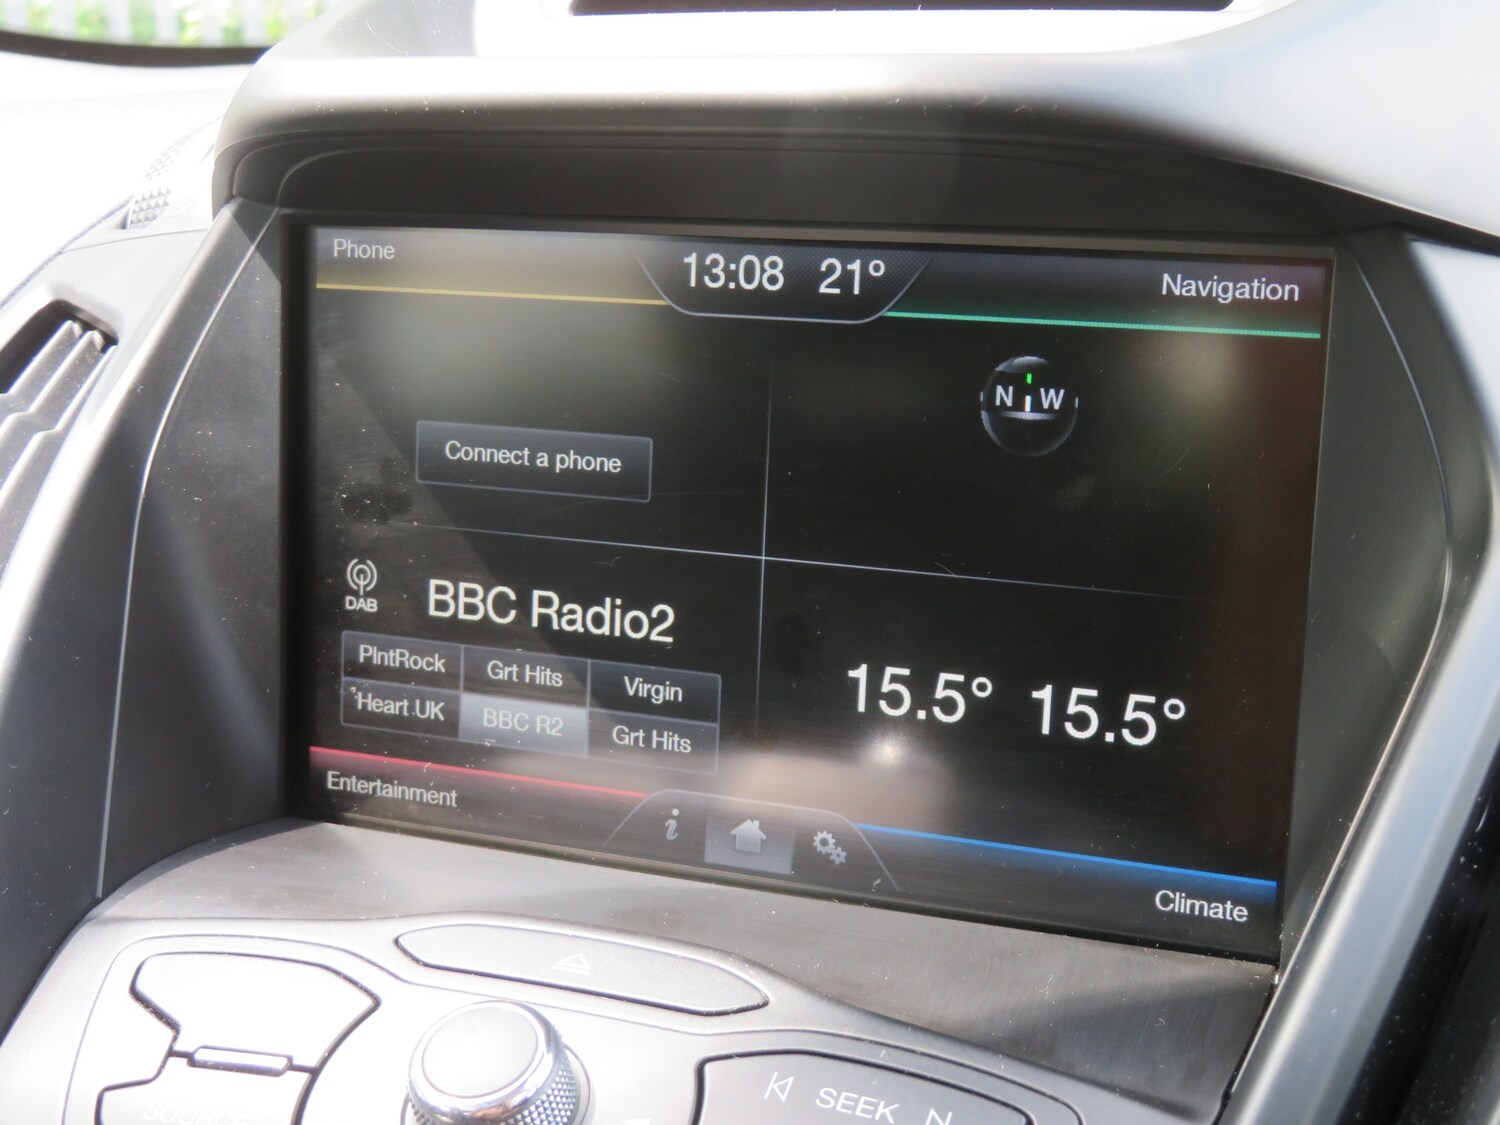 Phone
13:08 21°
Navigation
N W
Connect a phone
DAB
BBC Radio2
PlntRock Grt Hits Virgin
Heart UK BBC R2 Grt Hits
15.5° 15.5°
Entertainment
i
Climate
SOURCE
SEEK